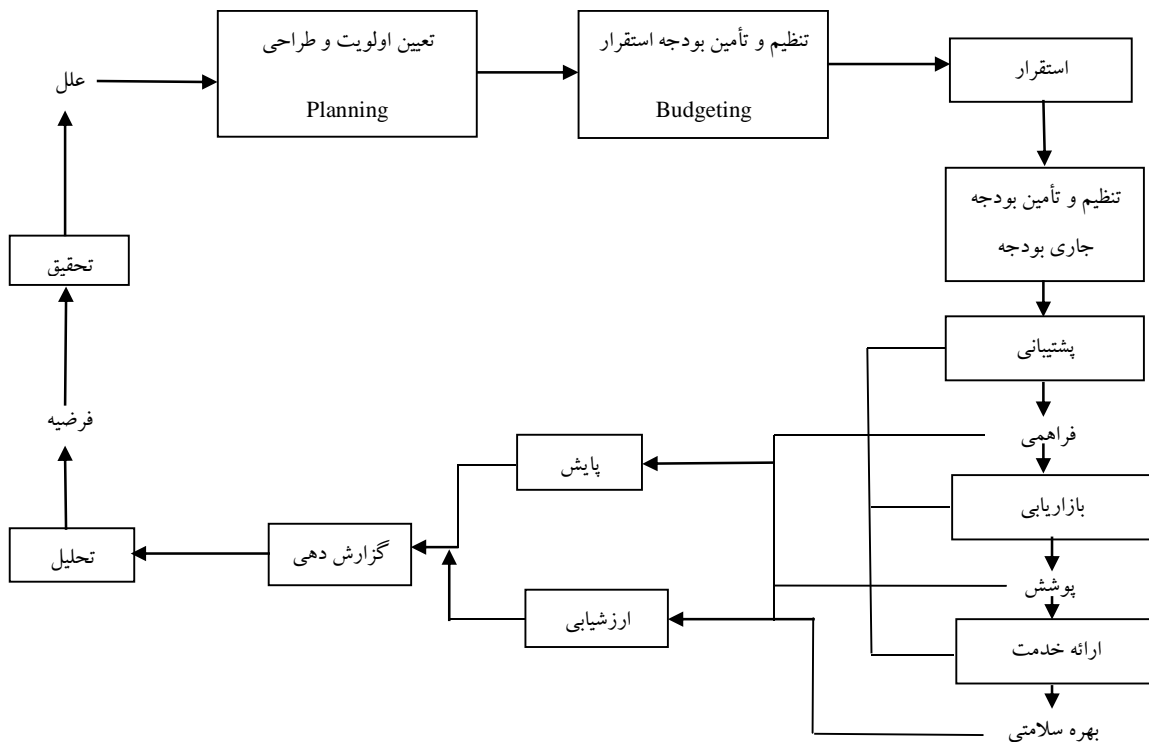 تعیین اولویت و طراحی
Planning
تنظیم و تأمین بودجه استقرار
Budgeting
استقرار
علل
تنظیم و تأمین بودجه
جاری بودجه
تحقیق
پشتیبانی
فرضیه
فراهمی
پایش
بازاریابی
گزارش دهی
تحلیل
پوشش
ارزشیابی
ارائه خدمت
بهره سلامتی